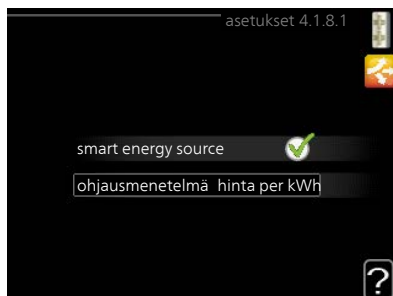 asetukset 4.1.8.1
smart energy source
ohjausmenetelmä hinta per kWh
?